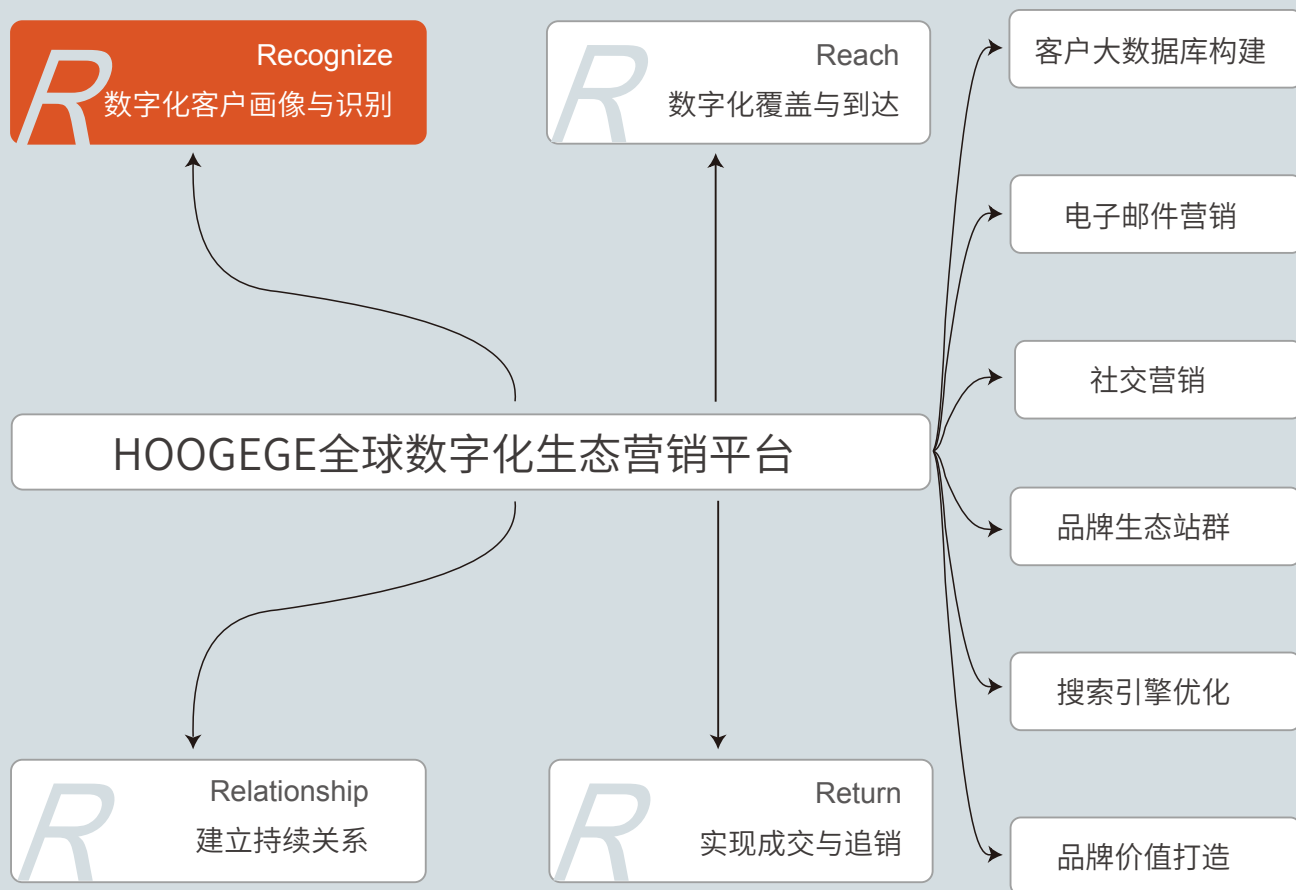 R
Recognize
数字化客户画像与识别
R
Reach
数字化覆盖与到达
客户大数据库构建
电子邮件营销
社交营销
HOOGEGE全球数字化生态营销平台
品牌生态站群
搜索引擎优化
R
Relationship
建立持续关系
R
Return
实现成交与追销
品牌价值打造